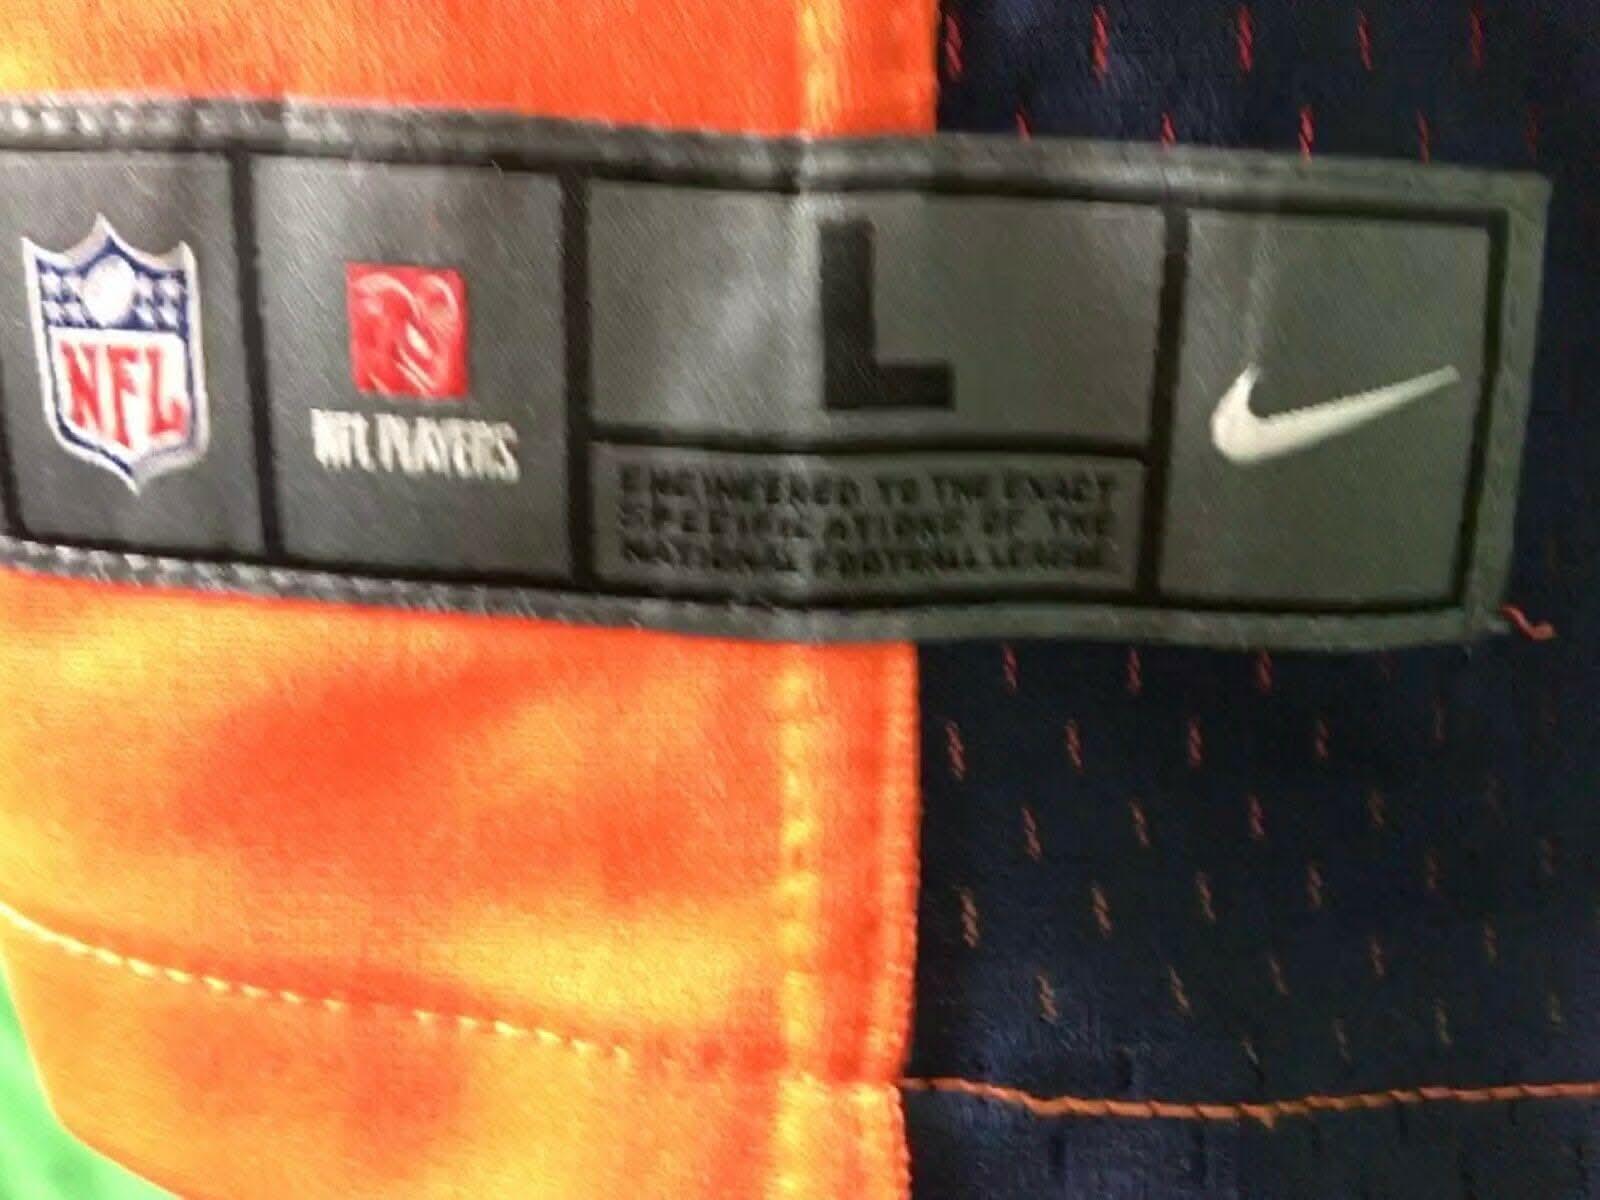 NFL
NFL PLAYERS
L
ENGINEERED TO THE EXACT
SPECIFICATIONS OF THE
NATIONAL FOOTBALL LEAGUE